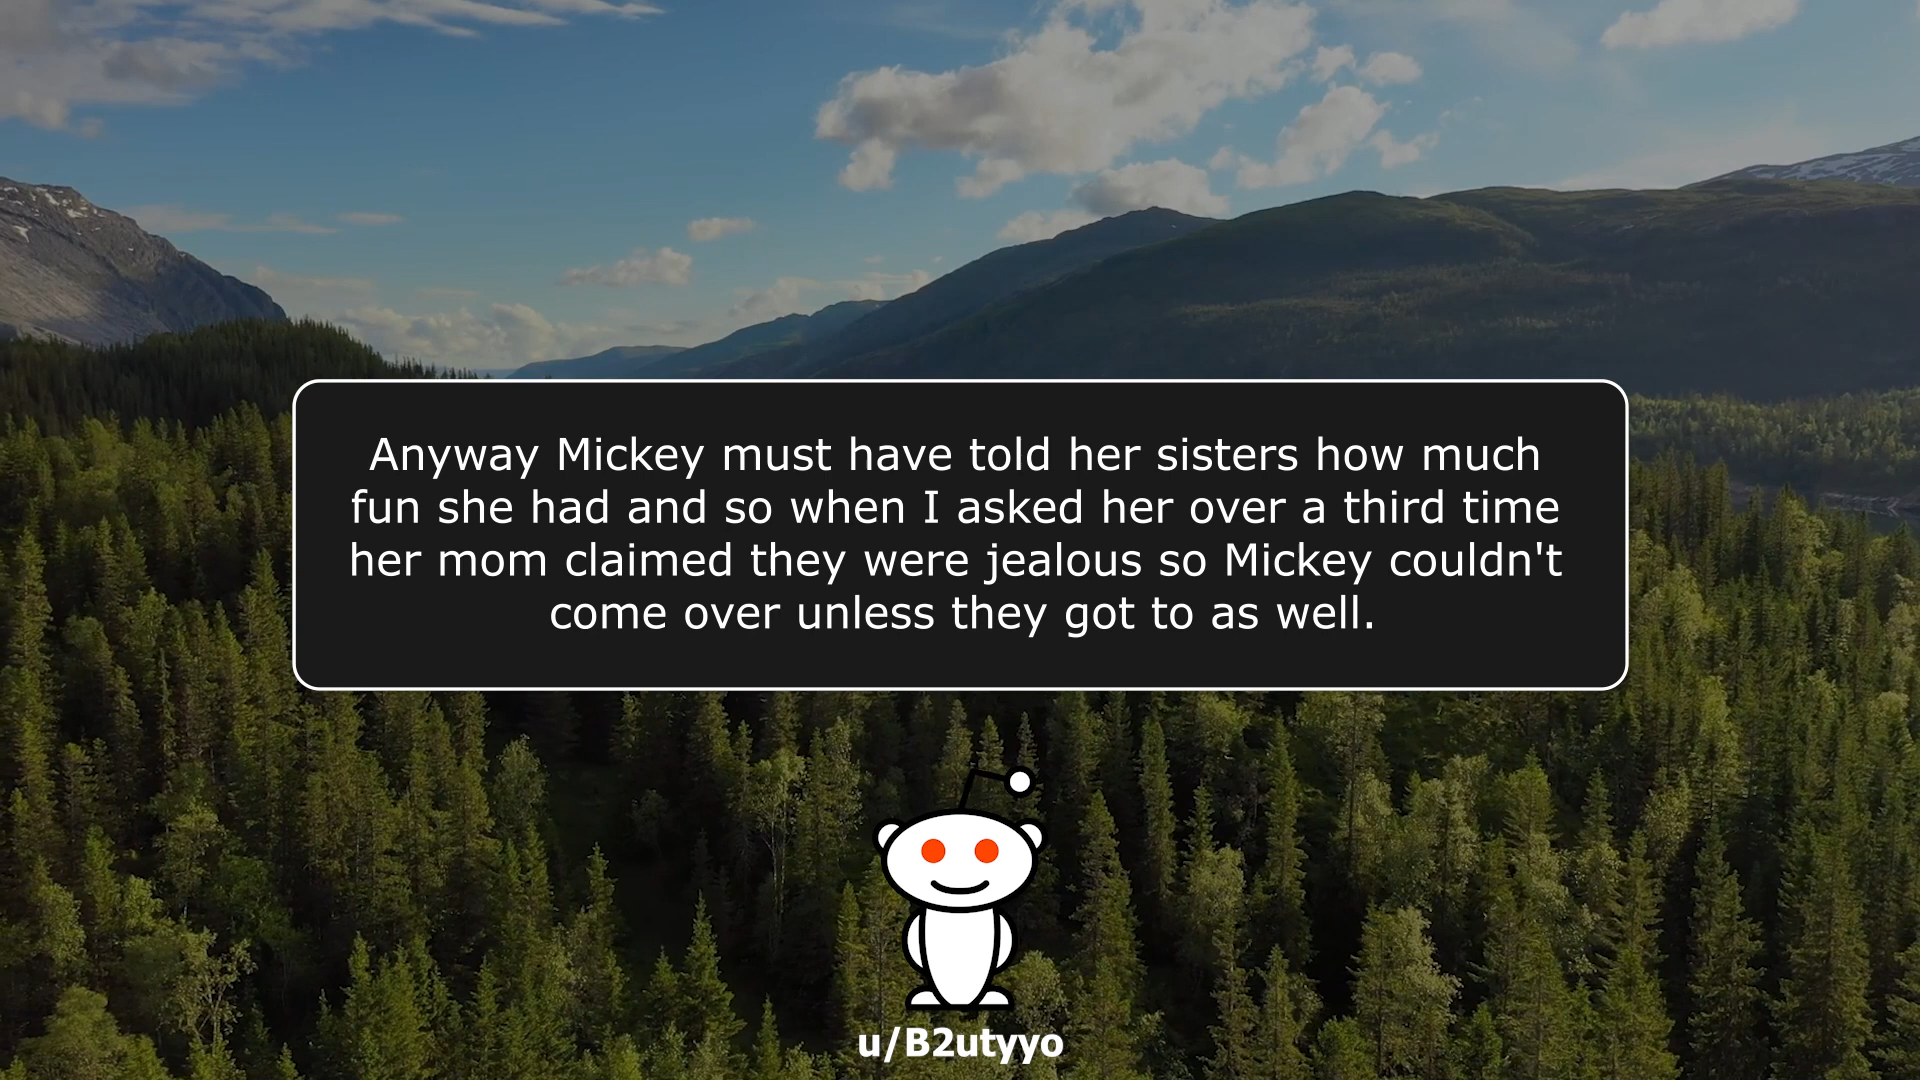 Anyway Mickey must have told her sisters how much
fun she had and so when I asked her over a third time
her mom claimed they were jealous so Mickey couldn't
come over unless they got to as well.
u/B2utyyo